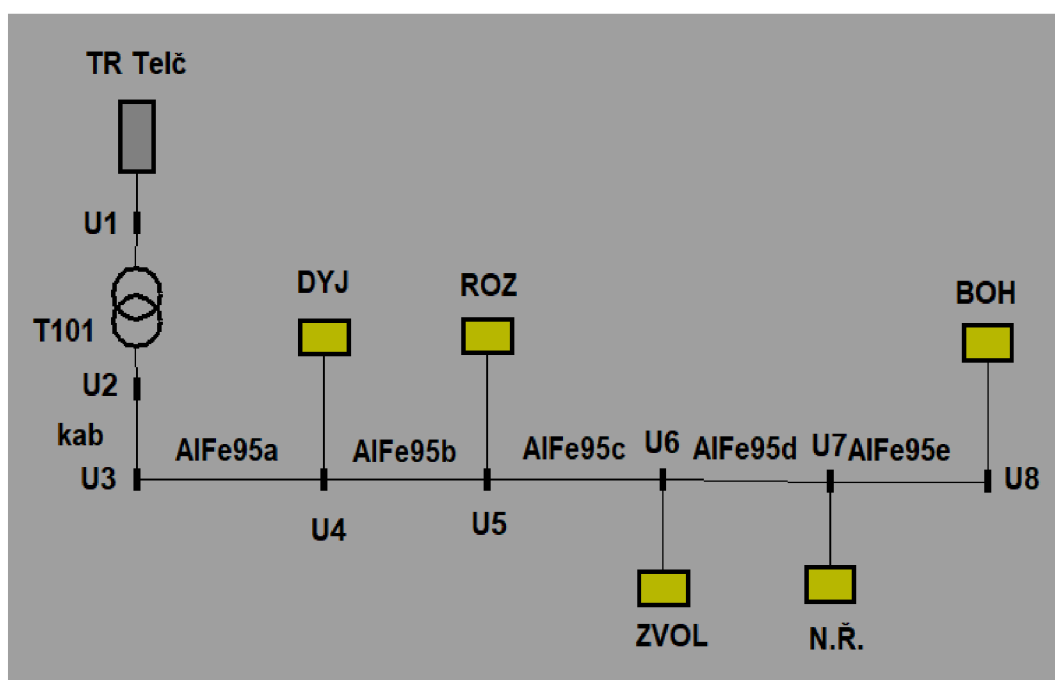 TR Telč
U1
DYJ
ROZ
BOH
T101
U2
kab
AlFe95a
AlFe95b
AlFe95c
U6
AlFe95d
U7
AlFe95e
U3
U8
U4
U5
ZVOL
N.Ř.